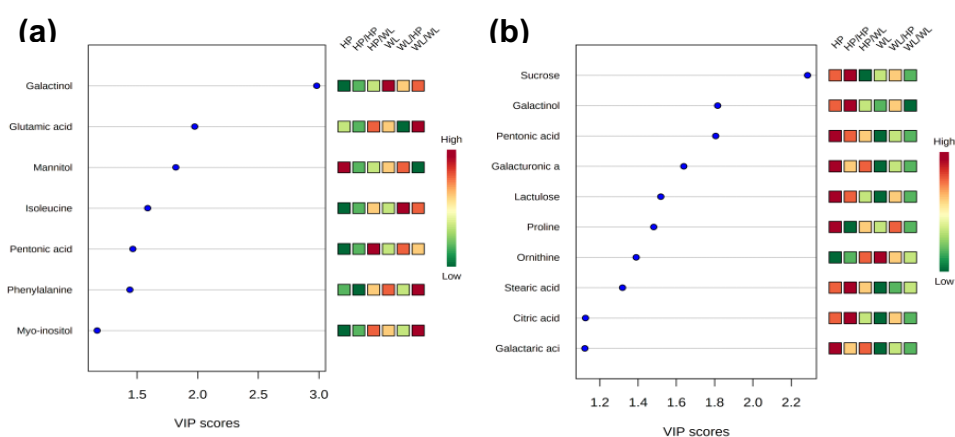 (a)
HP
HP/HP
HP/WL
WL
WL/HP
WL/WL
Galactinol
Glutamic acid
Mannitol
Isoleucine
Pentonic acid
Phenylalanine
Myo-inositol
High
Low
1.5 2.0 2.5 3.0
VIP scores
(b)
HP
HP/HP
HP/WL
WL
WL/HP
WL/WL
Sucrose
Galactinol
Pentonic acid
Galacturonic a
Lactulose
Proline
Ornithine
Stearic acid
Citric acid
Galactaric aci
High
Low
1.2 1.4 1.6 1.8 2.0 2.2
VIP scores